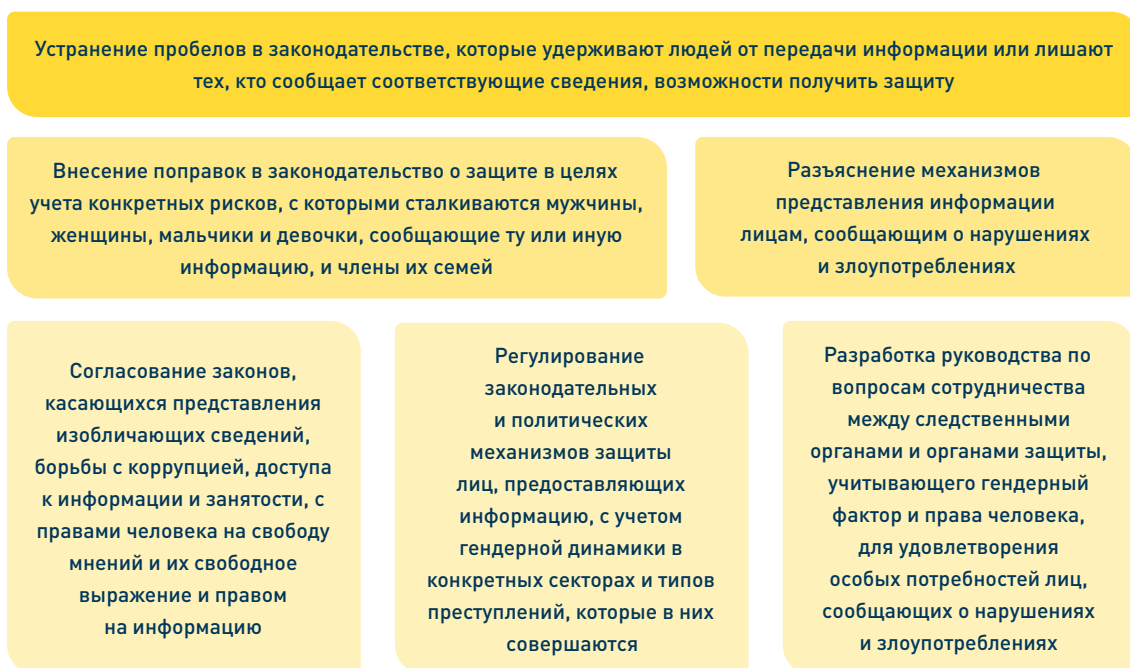 Устранение пробелов в законодательстве, которые удерживают людей от передачи информации или лишают
тех, кто сообщает соответствующие сведения, возможности получить защиту
Внесение поправок в законодательство о защите в целях
учета конкретных рисков, с которыми сталкиваются мужчины,
женщины, мальчики и девочки, сообщающие ту или иную
информацию, и члены их семей
Разъяснение механизмов
представления информации
лицам, сообщающим о нарушениях
и злоупотреблениях
Согласование законов,
касающихся представления
изобличающих сведений,
борьбы с коррупцией, доступа
к информации и занятости, с
правами человека на свободу
мнений и их свободное
выражение и правом
на информацию
Регулирование
законодательных
и политических
механизмов защиты
лиц, предоставляющих
информацию, с учетом
гендерной динамики в
конкретных секторах и типов
преступлений, которые в них
совершаются
Разработка руководства по
вопросам сотрудничества
между следственными
органами и органами защиты,
учитывающего гендерный
фактор и права человека,
для удовлетворения
особых потребностей лиц,
сообщающих о нарушениях
и злоупотреблениях